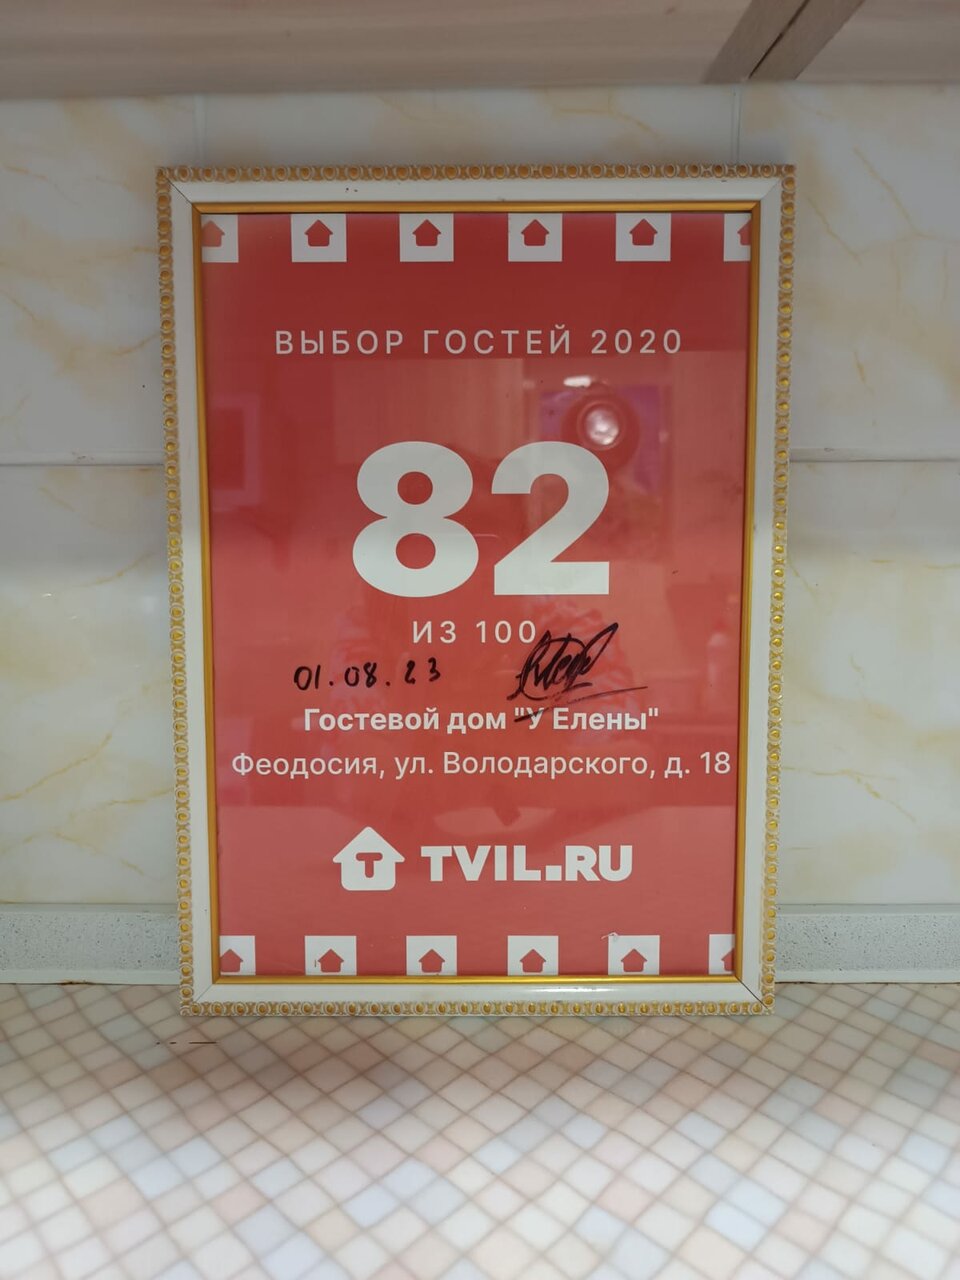 ВЫБОР ГОСТЕЙ 2020
82
ИЗ 100
01.08.23
Гостевой дом "У Елены"
Феодосия, ул. Володарского, д. 18
T TVIL.RU